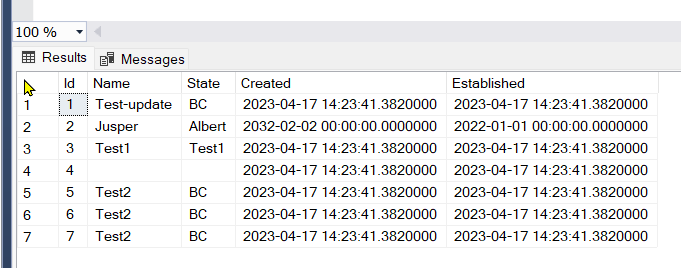 100 %
Results Messages
Id Name State Created Established
1 1 Test-update BC 2023-04-17 14:23:41.3820000 2023-04-17 14:23:41.3820000
2 2 Jusper Albert 2032-02-02 00:00:00.0000000 2022-01-01 00:00:00.0000000
3 3 Test1 Test1 2023-04-17 14:23:41.3820000 2023-04-17 14:23:41.3820000
4 4 2023-04-17 14:23:41.3820000 2023-04-17 14:23:41.3820000
5 5 Test2 BC 2023-04-17 14:23:41.3820000 2023-04-17 14:23:41.3820000
6 6 Test2 BC 2023-04-17 14:23:41.3820000 2023-04-17 14:23:41.3820000
7 7 Test2 BC 2023-04-17 14:23:41.3820000 2023-04-17 14:23:41.3820000